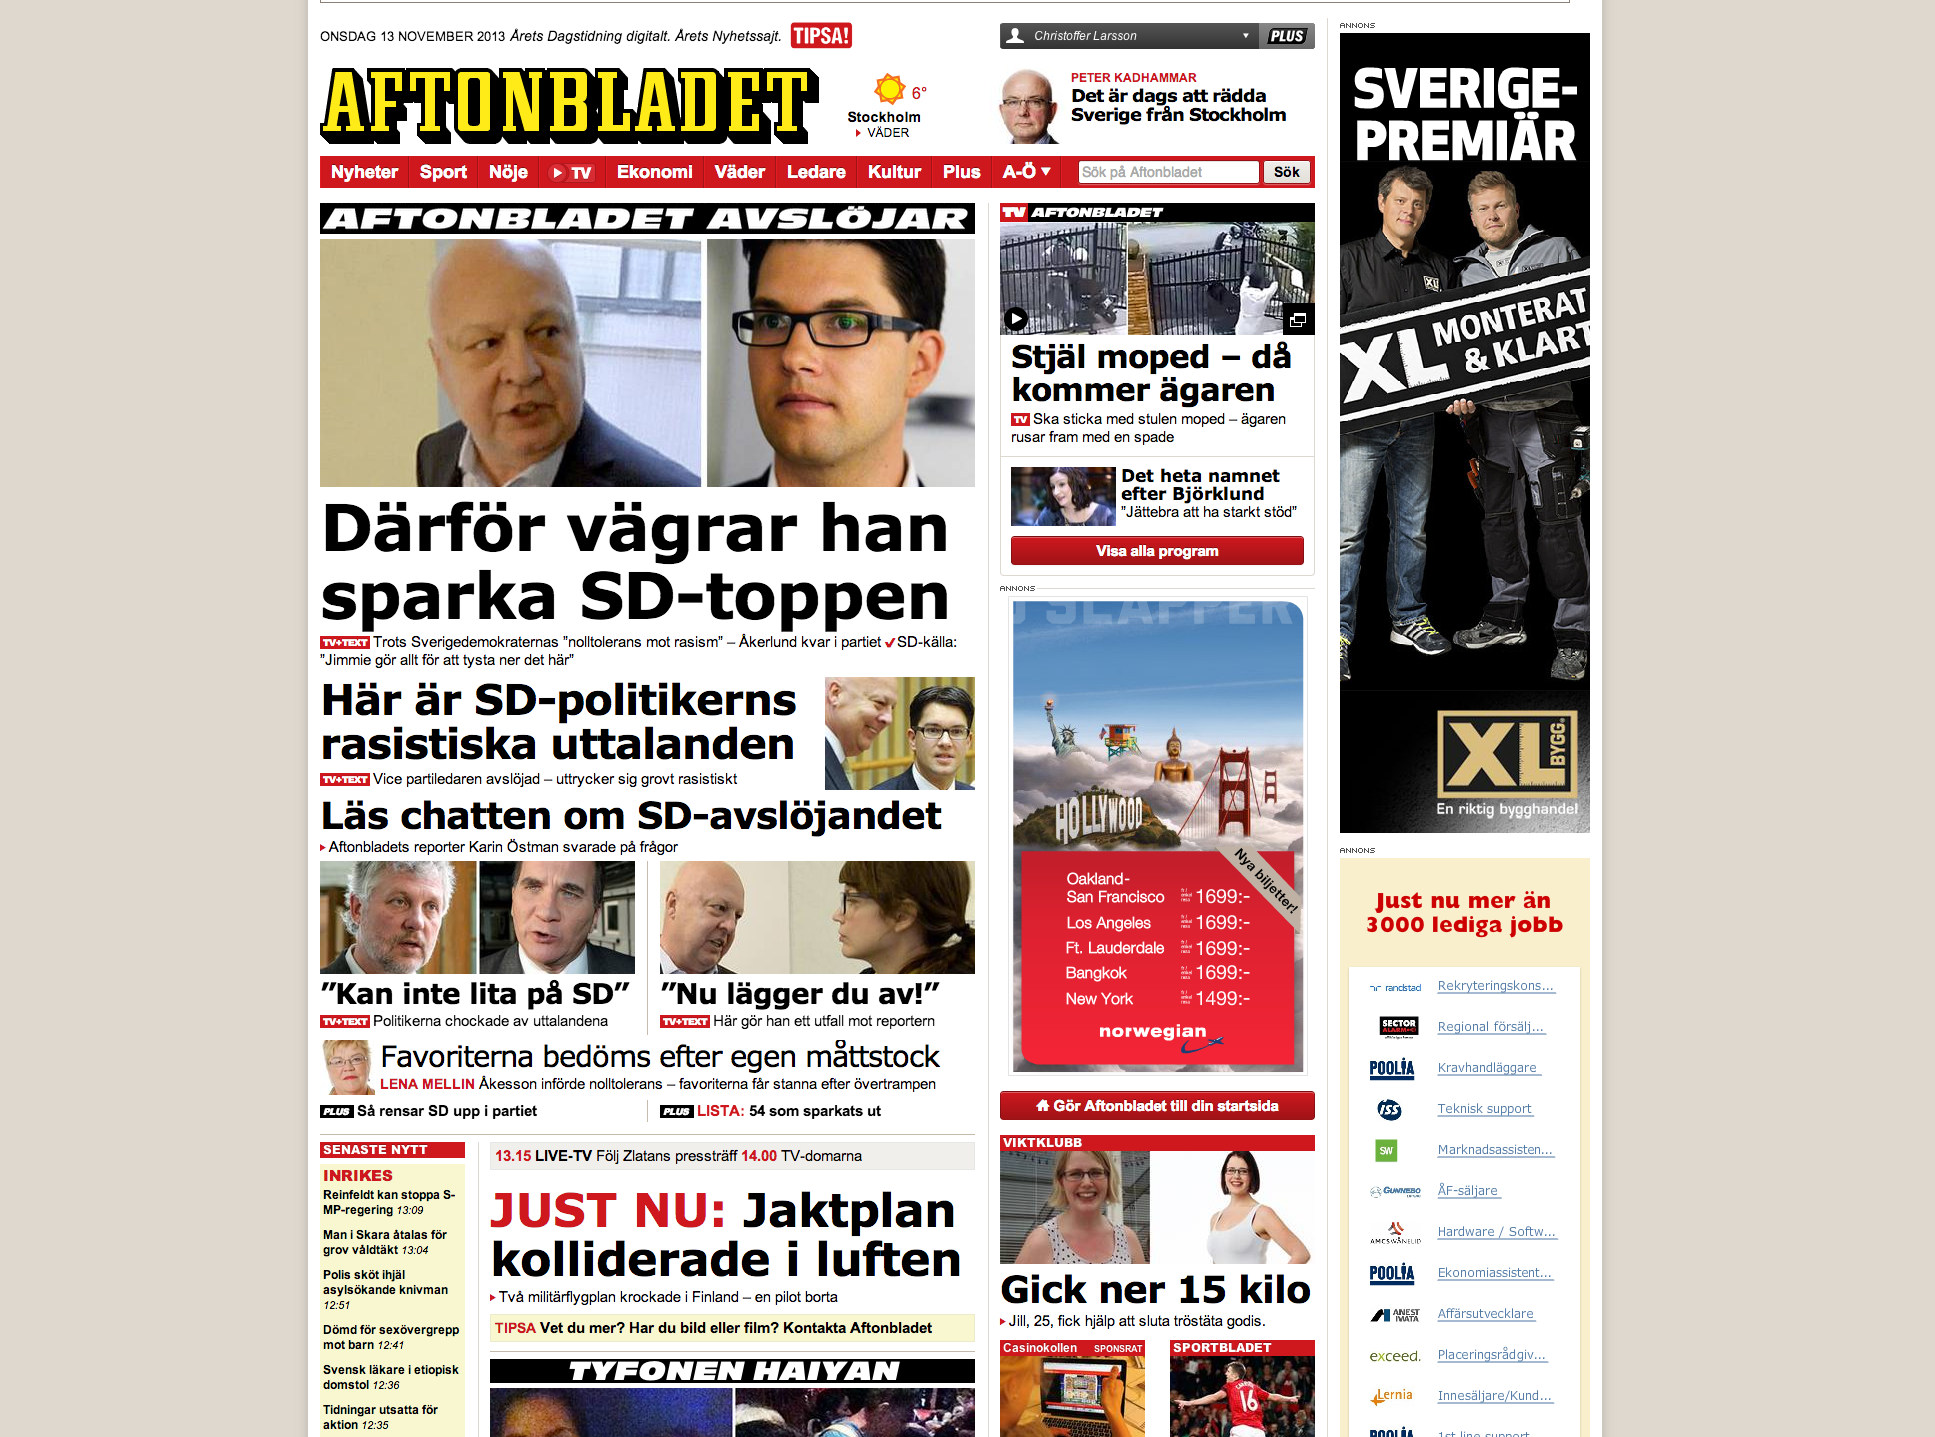 ONSDAG 13 NOVEMBER 2013 Årets Dagstidning digitalt. Årets Nyhetssajt. TIPSA!
Christoffer Larsson
PLUS
AFTONBLADET
6°
Stockholm
VÄDER
PETER KADHAMMAR
Det är dags att rädda
Sverige från Stockholm
Nyheter Sport Nöje TV Ekonomi Väder Ledare Kultur Plus A-Ö
Sök på Aftonbladet Sök
AFTONBLADET AVSLÖJAR
Därför vägrar han
sparka SD-toppen
TV+TEXT Trots Sverigedemokraternas ”nolltolerans mot rasism” – Åkerlund kvar i partiet SD-källa:
”Jimmie gör allt för att tysta ner det här”
Här är SD-politikerns
rasistiska uttalanden
TV+TEXT Vice partiledaren avslöjad – uttrycker sig grovt rasistiskt
Läs chatten om SD-avslöjandet
Aftonbladets reporter Karin Östman svarade på frågor
”Kan inte lita på SD”
TV+TEXT Politikerna chockade av uttalandena
”Nu lägger du av!”
TV+TEXT Här gör han ett utfall mot reportern
Favoriterna bedöms efter egen måttstock
LENA MELLIN Åkesson införde nolltolerans – favoriterna får stanna efter övertrampen
PLUS Så rensar SD upp i partiet
PLUS LISTA: 54 som sparkats ut
SENASTE NYTT
INRIKES
Reinfeldt kan stoppa S-
MP-regering 13:09
Man i Skara åtalas för
grov våldtäkt 13:04
Polis sköt ihjäl
asylsökande knivman
12:51
Dömd för sexövergrepp
mot barn 12:41
Svensk läkare i etiopisk
domstol 12:36
Tidningar utsatta för
aktion 12:35
13.15 LIVE-TV Följ Zlatans pressträff 14.00 TV-domarna
JUST NU: Jaktplan
kolliderade i luften
Två militärflygplan krockade i Finland – en pilot borta
TIPSA Vet du mer? Har du bild eller film? Kontakta Aftonbladet
TYFONEN HAIYAN
TV AFTONBLADET
Stjäl moped – då
kommer ägaren
TV Ska sticka med stulen moped – ägaren
rusar fram med en spade
Det heta namnet
efter Björklund
”Jättebra att ha starkt stöd”
Visa alla program
ANNONS
SLAPPER
HOLLYWOOD
Nya biljetter!
Oakland-
San Francisco 1699:-
Los Angeles 1699:-
Ft. Lauderdale 1699:-
Bangkok 1699:-
New York 1499:-
norwegian
Gör Aftonbladet till din startsida
VIKTKLUBB
Gick ner 15 kilo
Jill, 25, fick hjälp att sluta tröstäta godis.
Casinokollen SPONSRAT
SPORTBLADET
16
ANNONS
SVERIGE-
PREMIÄR
XL
XL MONTERAT
& KLART
XL BYGG
En riktig bygghandel
ANNONS
Just nu mer än
3000 lediga jobb
randstad Rekryteringskons...
SECTOR ALARM Regional försälj...
POOLIA Kravhandläggare
ISS Teknisk support
SW Marknadsassisten...
GUNNEBO ÅF-säljare
Hardware / Softw...
POOLIA Ekonomiassistent...
Affärsutvecklare
exceed. Placeringsrådgiv...
Lernia Innesäljare/Kund...
POOLIA 1st line support